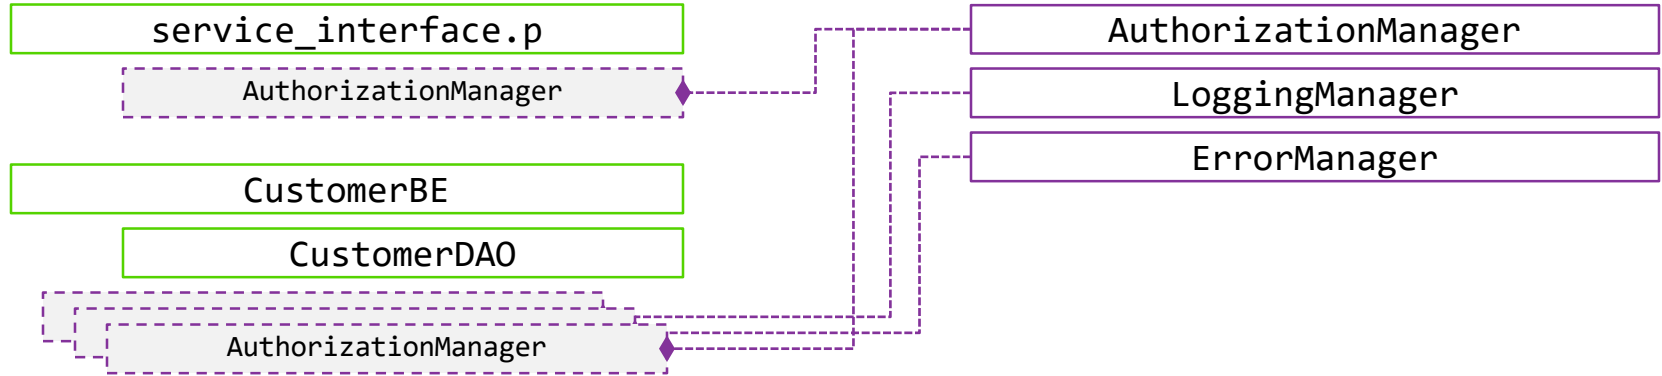 service_interface.p
AuthorizationManager
CustomerBE
CustomerDAO
AuthorizationManager
AuthorizationManager
LoggingManager
ErrorManager